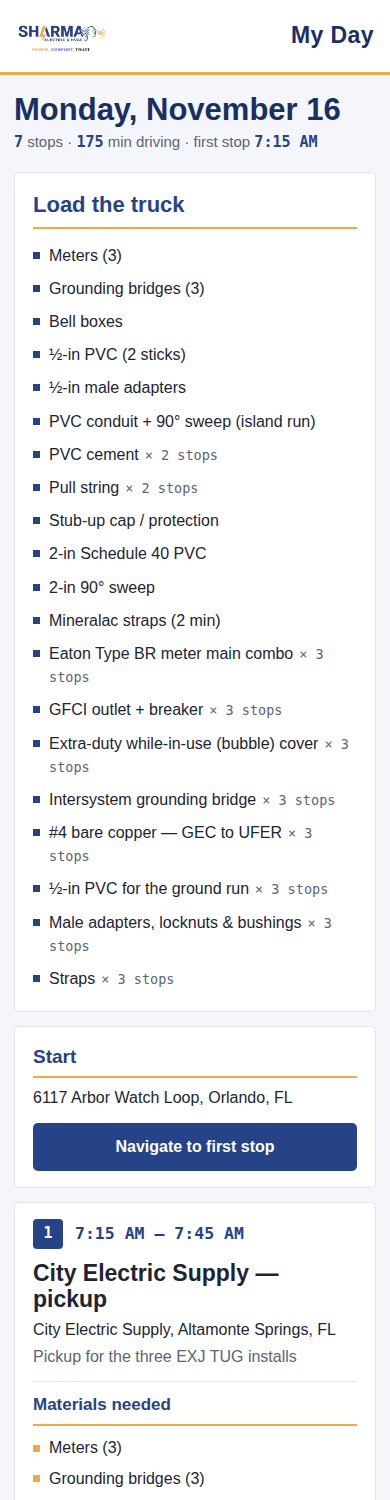 SHARMA
ELECTRIC & HVAC
POWER. COMFORT. TRUST.
My Day
Monday, November 16
7 stops · 175 min driving · first stop 7:15 AM
Load the truck
Meters (3)
Grounding bridges (3)
Bell boxes
½-in PVC (2 sticks)
½-in male adapters
PVC conduit + 90° sweep (island run)
PVC cement × 2 stops
Pull string × 2 stops
Stub-up cap / protection
2-in Schedule 40 PVC
2-in 90° sweep
Mineralac straps (2 min)
Eaton Type BR meter main combo × 3
stops
GFCI outlet + breaker × 3 stops
Extra-duty while-in-use (bubble) cover × 3
stops
Intersystem grounding bridge × 3 stops
#4 bare copper — GEC to UFER × 3
stops
½-in PVC for the ground run × 3 stops
Male adapters, locknuts & bushings × 3
stops
Straps × 3 stops
Start
6117 Arbor Watch Loop, Orlando, FL
Navigate to first stop
1 7:15 AM – 7:45 AM
City Electric Supply —
pickup
City Electric Supply, Altamonte Springs, FL
Pickup for the three EXJ TUG installs
Materials needed
Meters (3)
Grounding bridges (3)